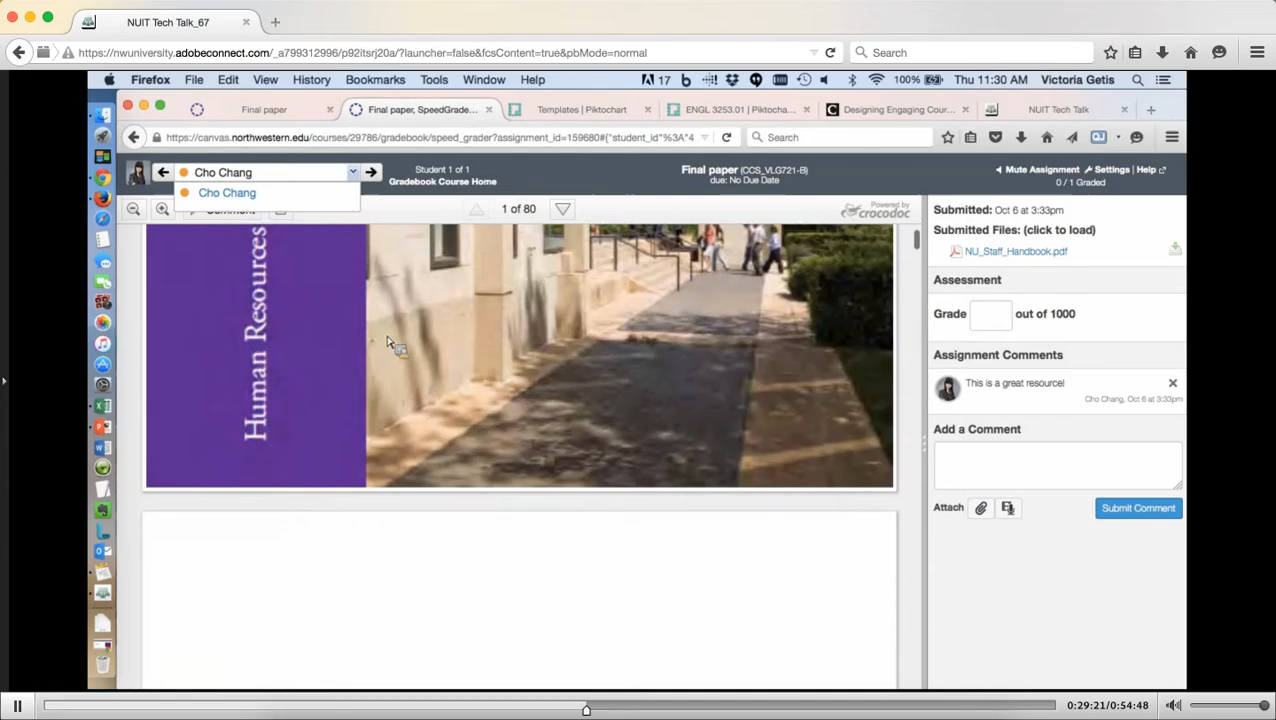 NUIT Tech Talk_67
https://nwuniversity.adobeconnect.com/_a799312996/p92itsrj20a/?launcher=false&fcsContent=true&pbMode=normal
Search
Firefox File Edit View History Bookmarks Tools Window Help
17 100% Thu 11:30 AM Victoria Getis
Final paper
Final paper, SpeedGrade...
Templates | Piktochart
ENGL 3253.01 | Piktocha...
Designing Engaging Cour...
NUIT Tech Talk
https://canvas.northwestern.edu/courses/29786/gradebook/speed_grader?assignment_id=159680#{"student_id"%3A"4
Search
Cho Chang
Cho Chang
Student 1 of 1
Gradebook Course Home
Final paper (CCS_VLG721-B)
due: No Due Date
Mute Assignment Settings | Help
0 / 1 Graded
Comment
1 of 80
Powered by
crocodoc
Human Resources
Submitted: Oct 6 at 3:33pm
Submitted Files: (click to load)
NU_Staff_Handbook.pdf
Assessment
Grade out of 1000
Assignment Comments
This is a great resource!
Cho Chang, Oct 6 at 3:33pm
Add a Comment
Attach
Submit Comment
0:29:21/0:54:48